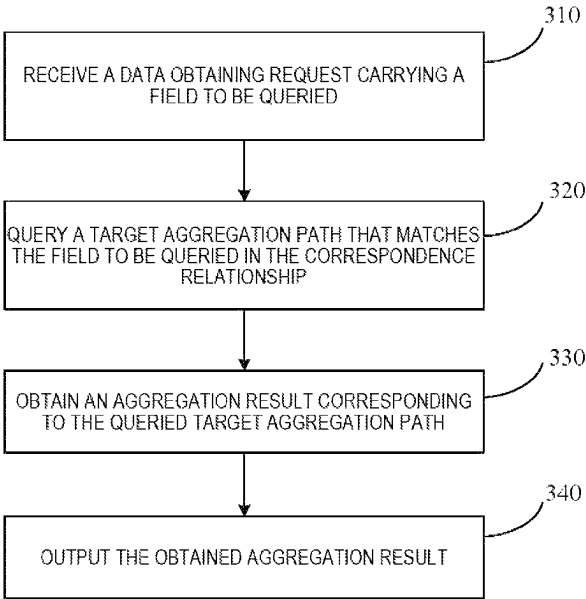 310
RECEIVE A DATA OBTAINING REQUEST CARRYING A
FIELD TO BE QUERIED
320
QUERY A TARGET AGGREGATION PATH THAT MATCHES
THE FIELD TO BE QUERIED IN THE CORRESPONDENCE
RELATIONSHIP
330
OBTAIN AN AGGREGATION RESULT CORRESPONDING
TO THE QUERIED TARGET AGGREGATION PATH
340
OUTPUT THE OBTAINED AGGREGATION RESULT